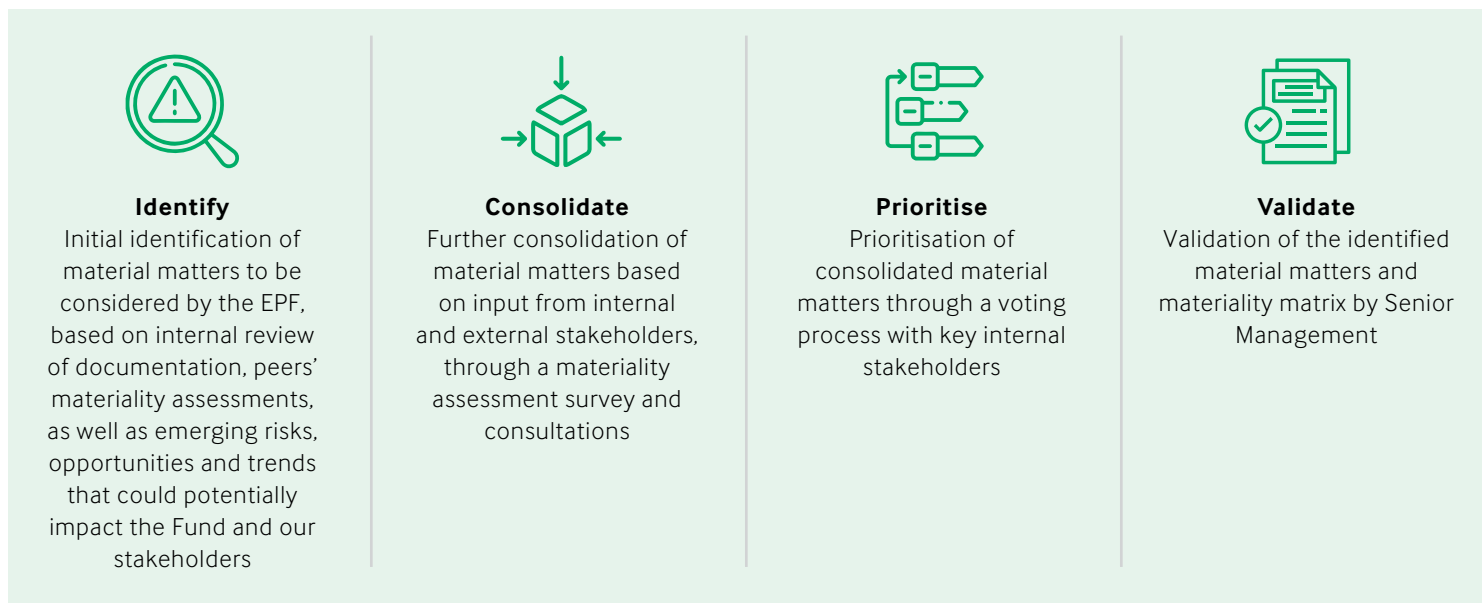 Identify
Initial identification of
material matters to be
considered by the EPF,
based on internal review
of documentation, peers’
materiality assessments,
as well as emerging risks,
opportunities and trends
that could potentially
impact the Fund and our
stakeholders
Consolidate
Further consolidation of
material matters based
on input from internal
and external stakeholders,
through a materiality
assessment survey and
consultations
Prioritise
Prioritisation of
consolidated material
matters through a voting
process with key internal
stakeholders
Validate
Validation of the identified
material matters and
materiality matrix by Senior
Management